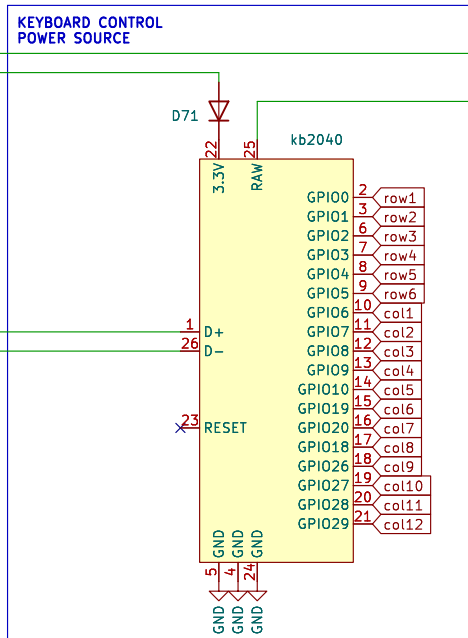 KEYBOARD CONTROL
POWER SOURCE
D71
kb2040
22
25
3.3V
RAW
GPIO0 2 row1
GPIO1 3 row2
GPIO2 6 row3
GPIO3 7 row4
GPIO4 8 row5
GPIO5 9 row6
GPIO6 10 col1
GPIO7 11 col2
1 D+
GPIO8 12 col3
26 D-
GPIO9 13 col4
GPIO10 14 col5
GPIO19 15 col6
GPIO20 16 col7
23 RESET
GPIO18 17 col8
GPIO26 18 col9
GPIO27 19 col10
GPIO28 20 col11
GPIO29 21 col12
GND
GND
GND
5
4
24
GND
GND
GND